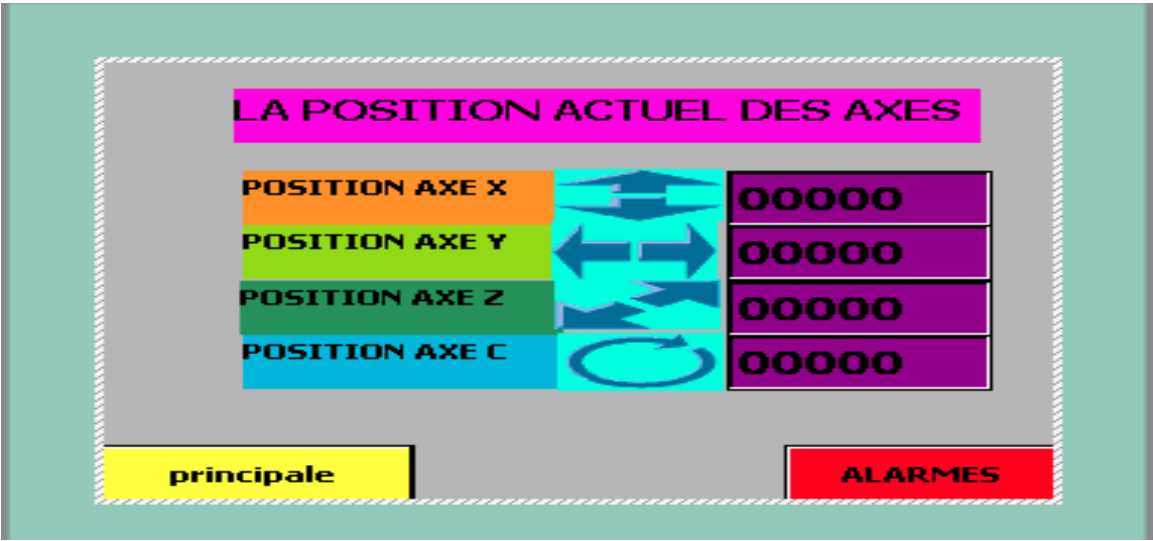 LA POSITION ACTUEL DES AXES
POSITION AXE X 00000
POSITION AXE Y 00000
POSITION AXE Z 00000
POSITION AXE C 00000
principale ALARMES